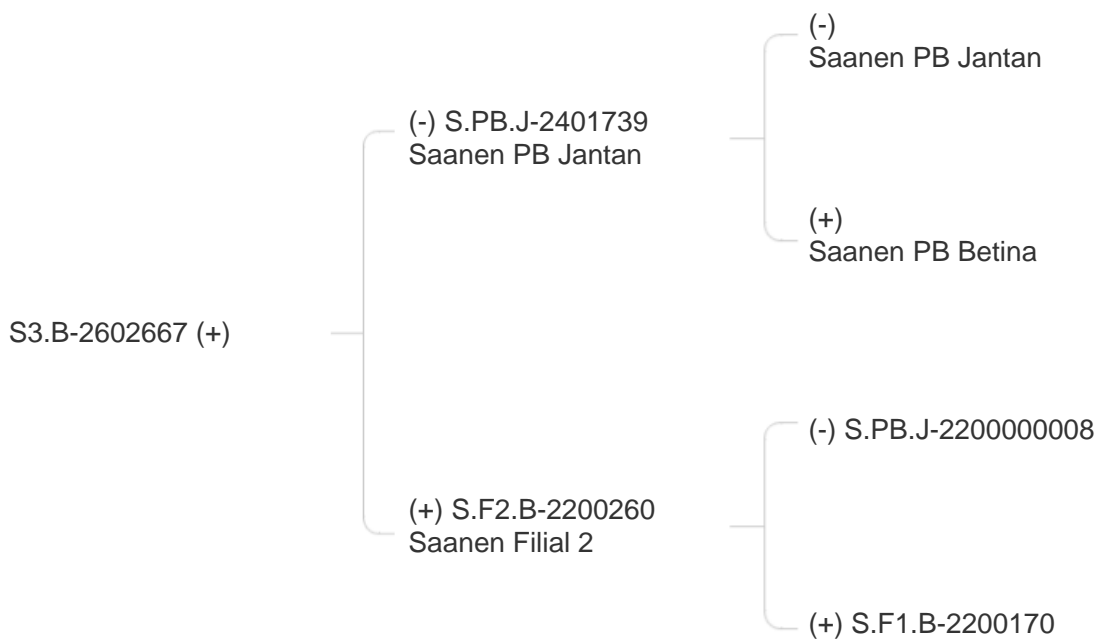 (-)
Saanen PB Jantan
(-) S.PB.J-2401739
Saanen PB Jantan
(+)
Saanen PB Betina
S3.B-2602667 (+)
(-) S.PB.J-2200000008
(+) S.F2.B-2200260
Saanen Filial 2
(+) S.F1.B-2200170